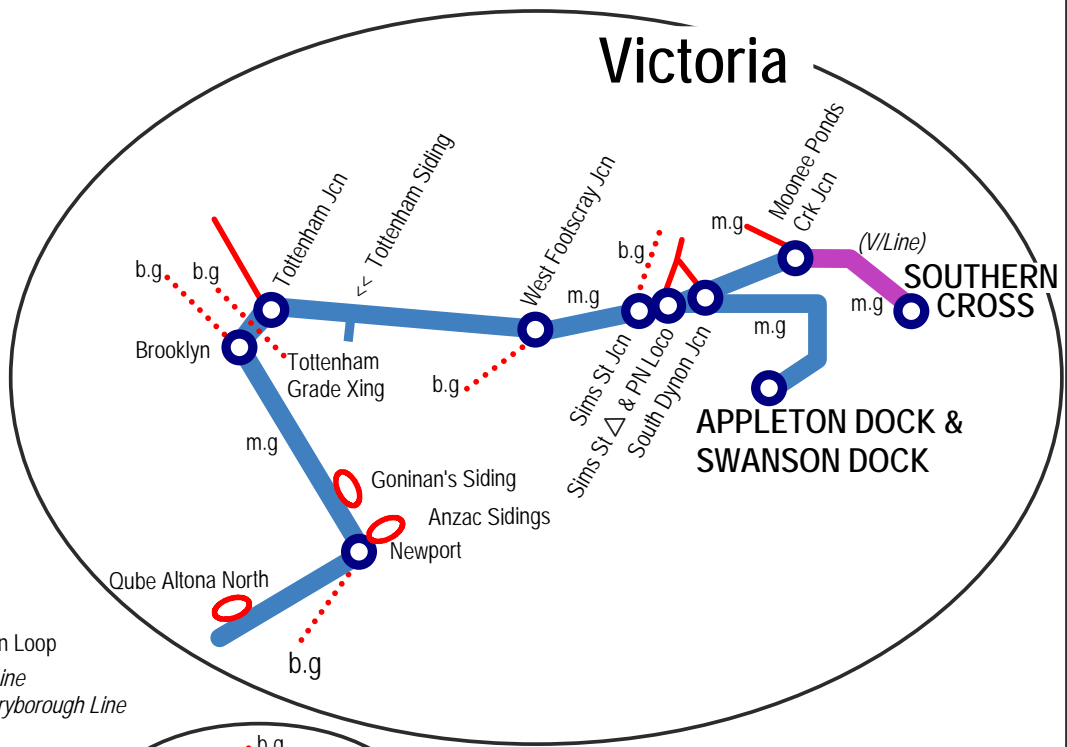 Victoria
Moonee Ponds
Crk Jcn
Tottenham Siding
<<
West Footscray Jcn
Tottenham Jcn
m.g
b.g
(V/Line)
b.g
b.g
SOUTHERN
CROSS
m.g
m.g
m.g
Brooklyn
Tottenham
Grade Xing
b.g
Sims St Jcn
Sims St △ & PN Loco
South Dynon Jcn
APPLETON DOCK &
SWANSON DOCK
m.g
Goninan's Siding
Anzac Sidings
Newport
Qube Altona North
b.g
n Loop
ine
ryborough Line
b.g